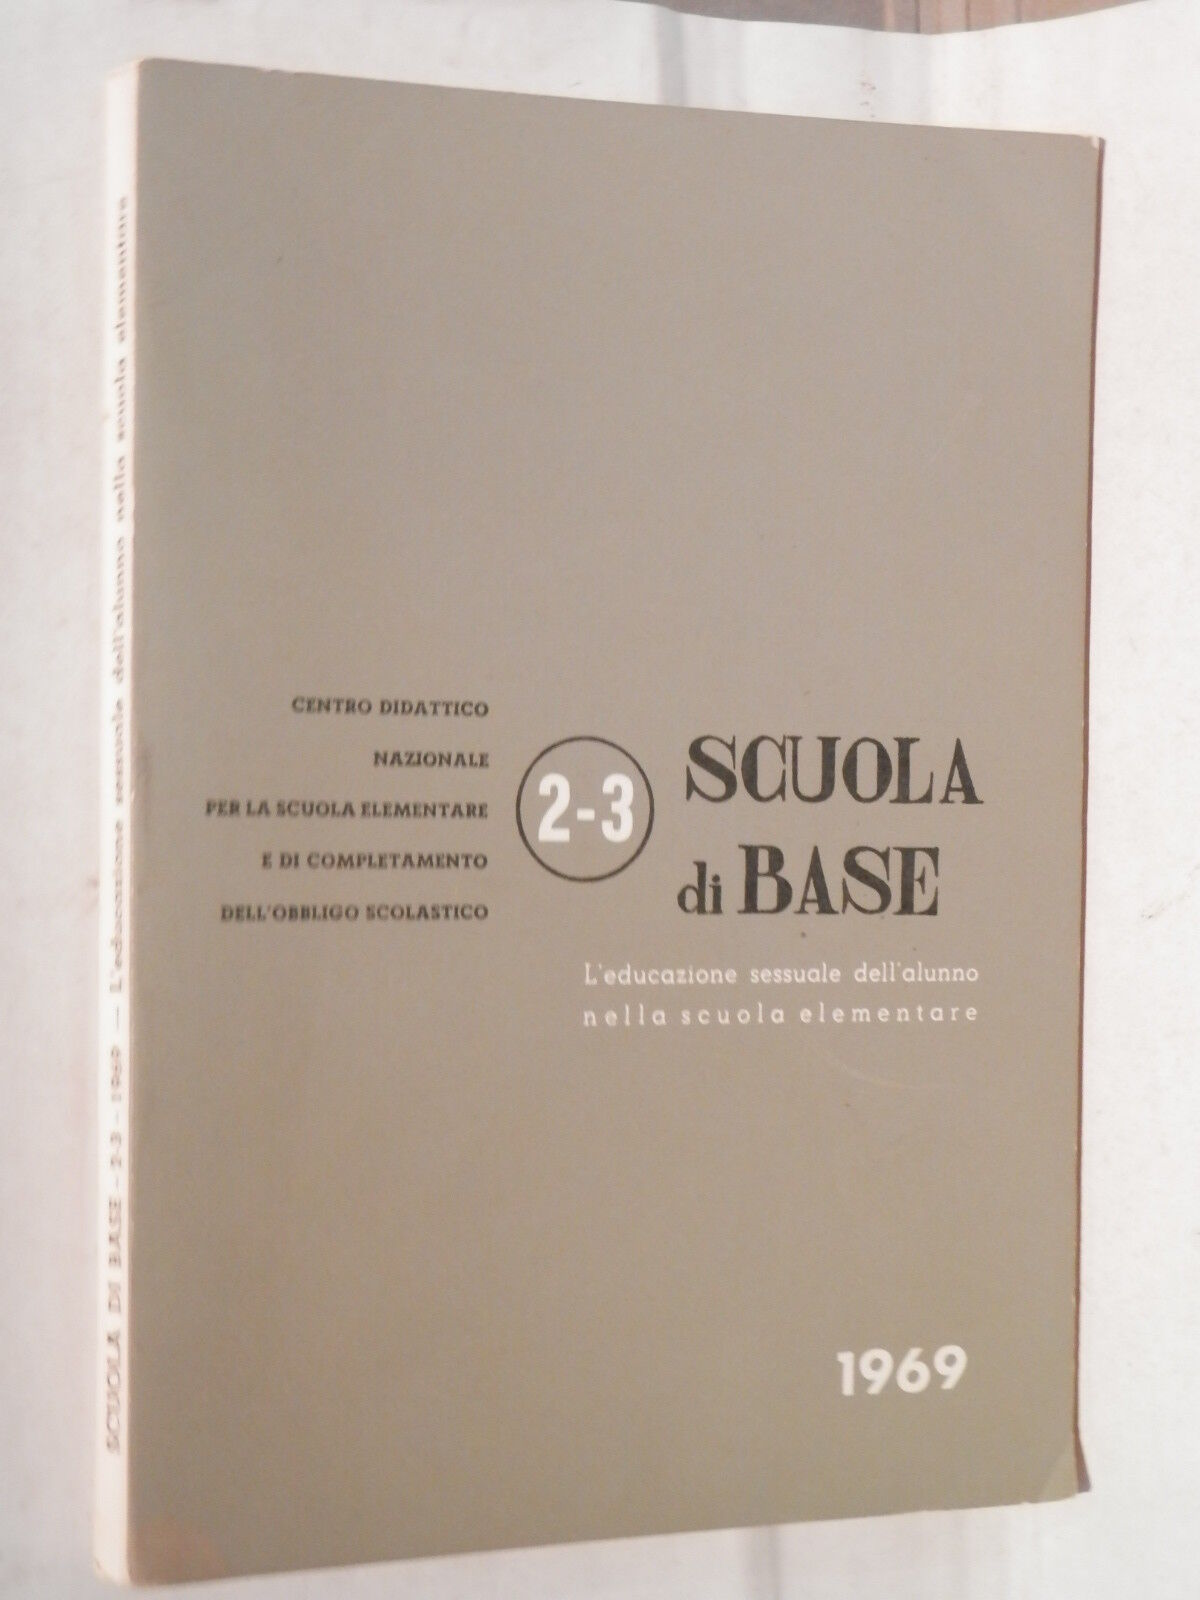 CENTRO DIDATTICO
NAZIONALE
PER LA SCUOLA ELEMENTARE
E DI COMPLETAMENTO
DELL'OBBLIGO SCOLASTICO
2-3
SCUOLA
di BASE
L'educazione sessuale dell'alunno
nella scuola elementare
1969
SCUOLA DI BASE - 2-3 - 1969 — L'educazione sessuale dell'alunno nella scuola elementare